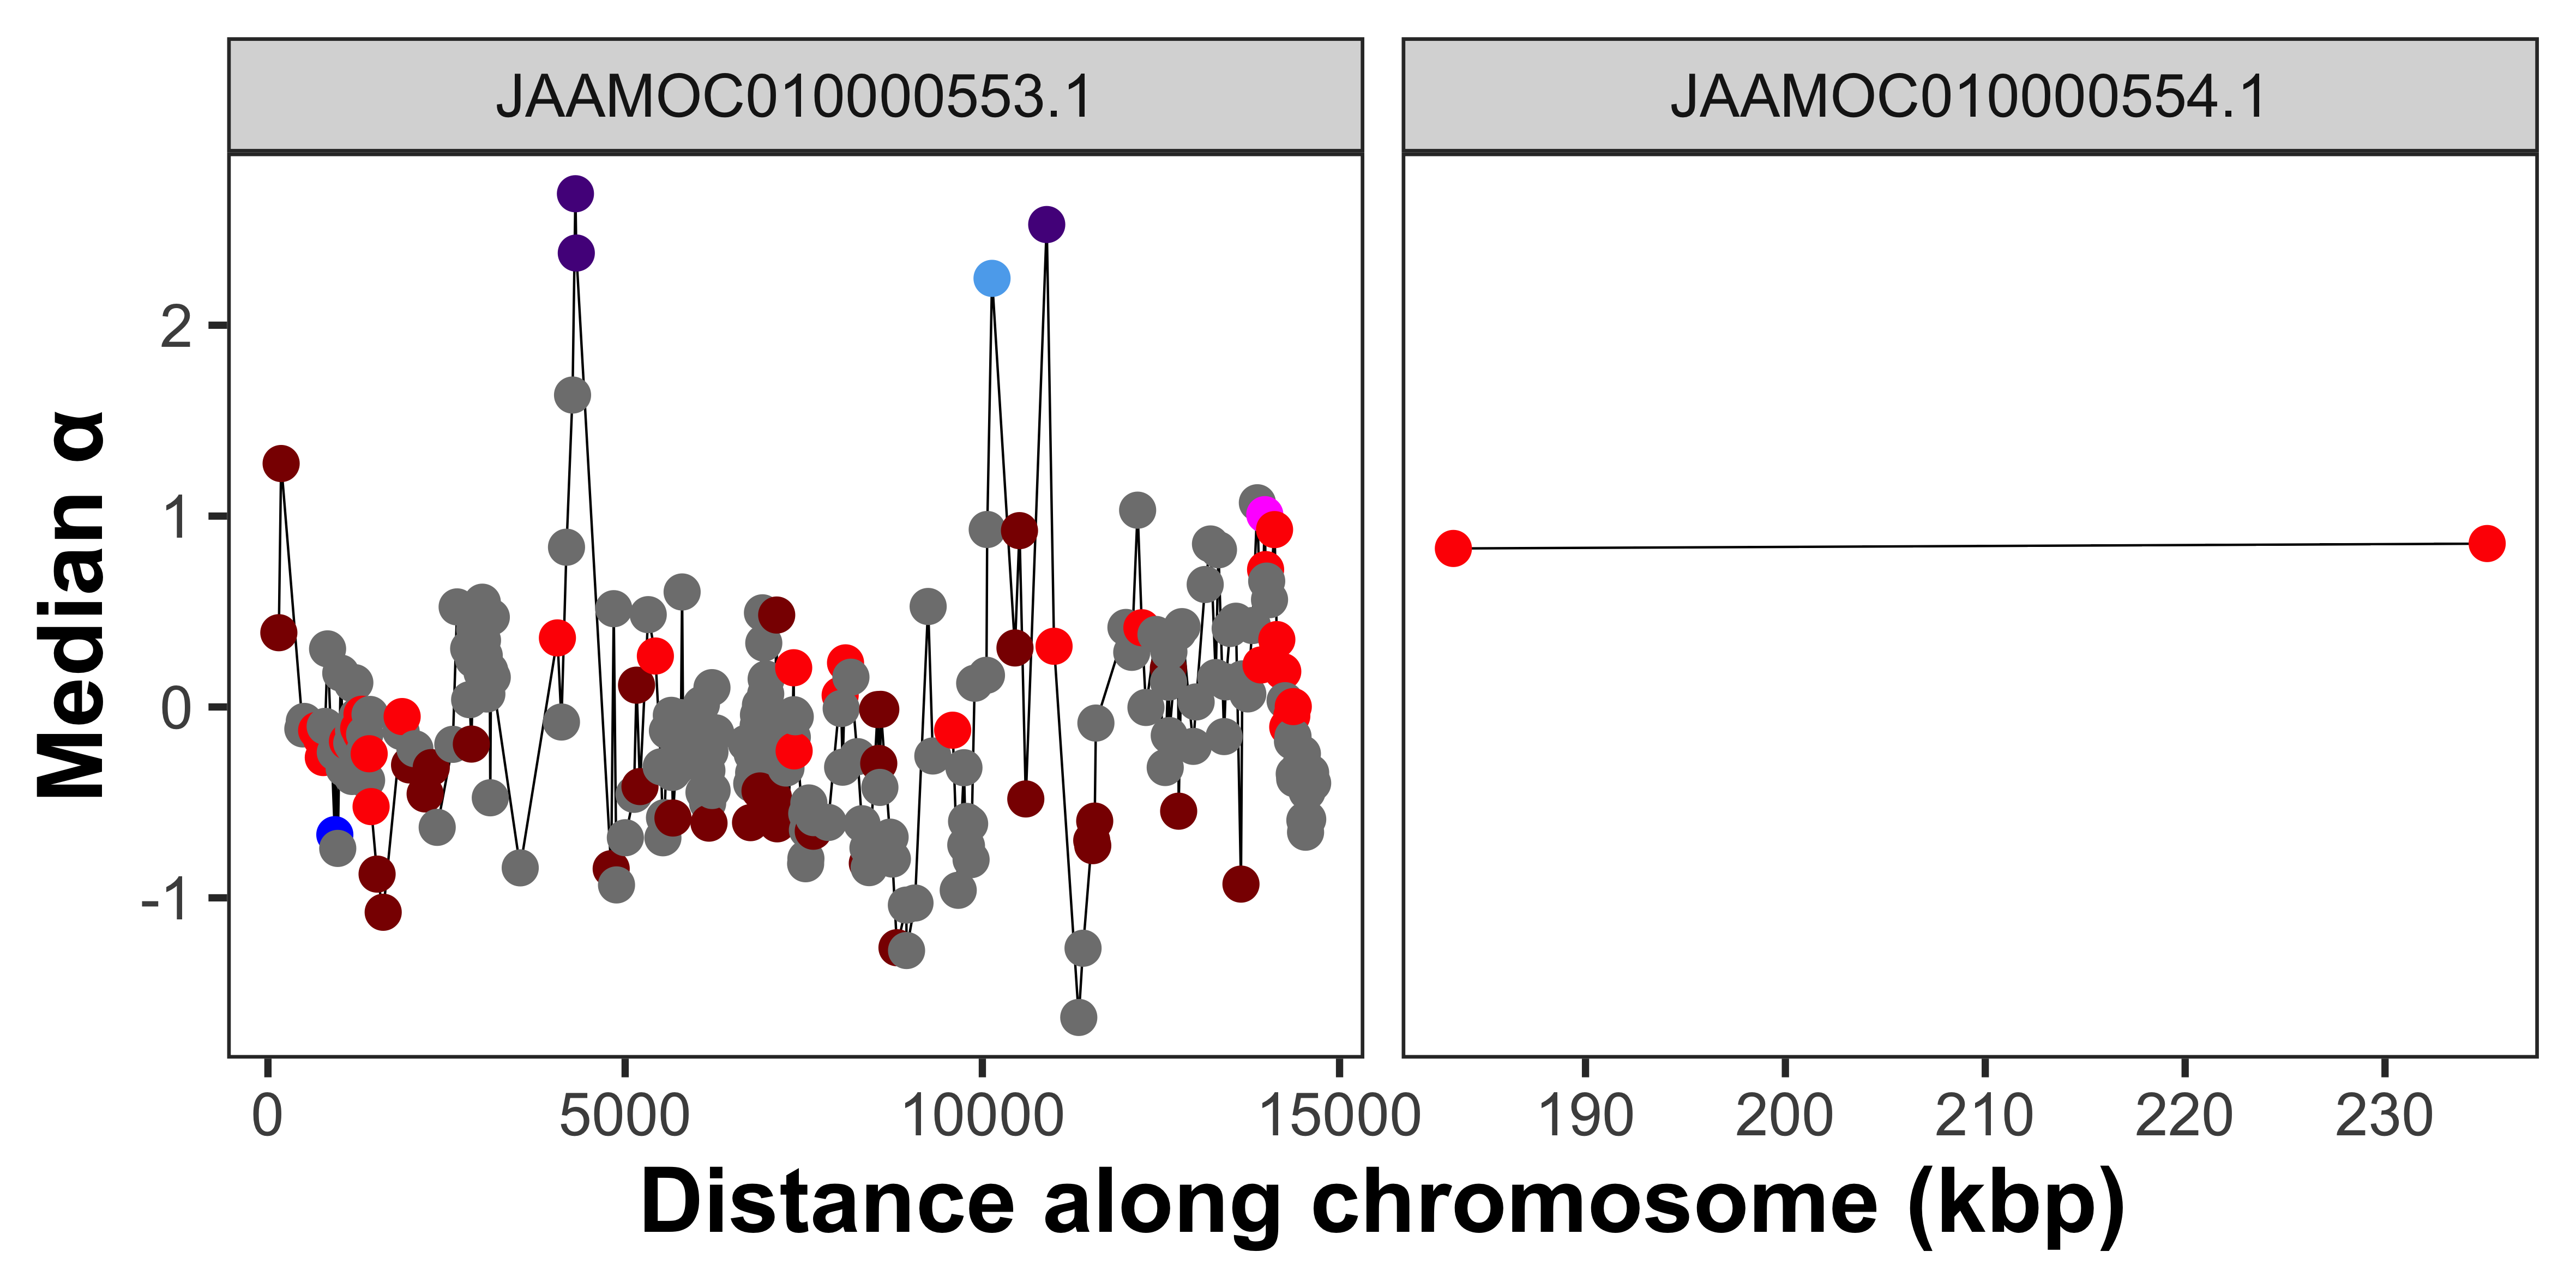 JAAMOC010000553.1
JAAMOC010000554.1
Median α
2
1
0
-1
0 5000 10000 15000
190 200 210 220 230
Distance along chromosome (kbp)